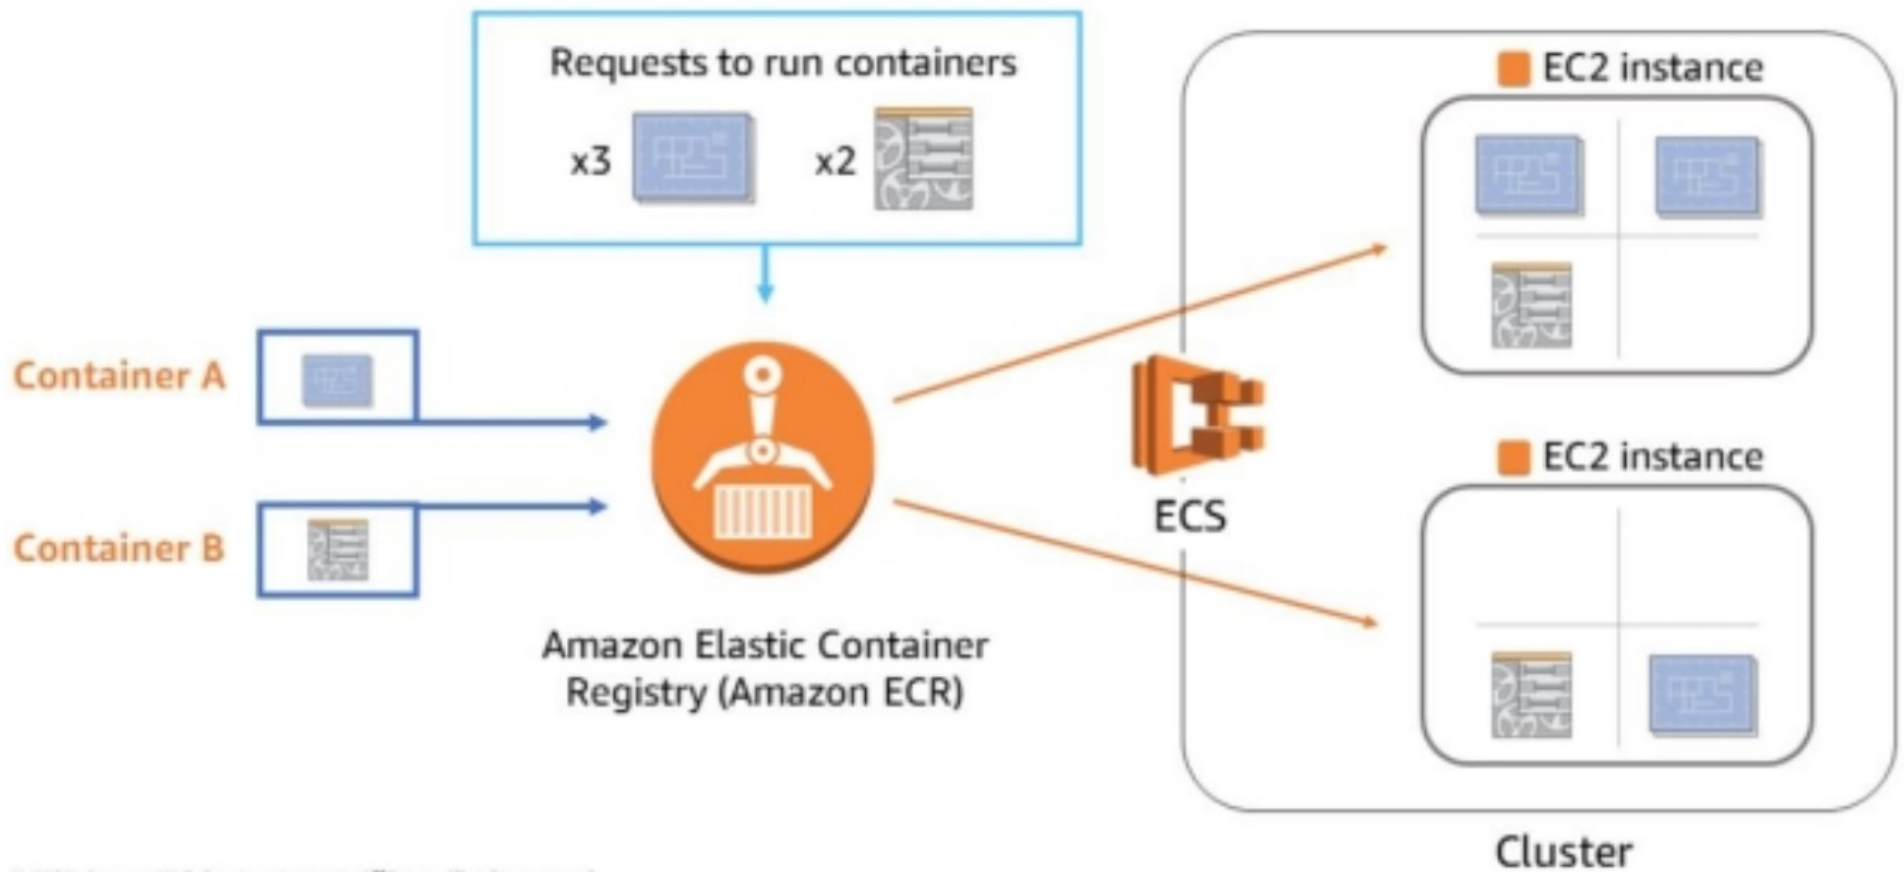 Requests to run containers
x3
x2
EC2 instance
Container A
Container B
ECS
EC2 instance
Amazon Elastic Container
Registry (Amazon ECR)
Cluster